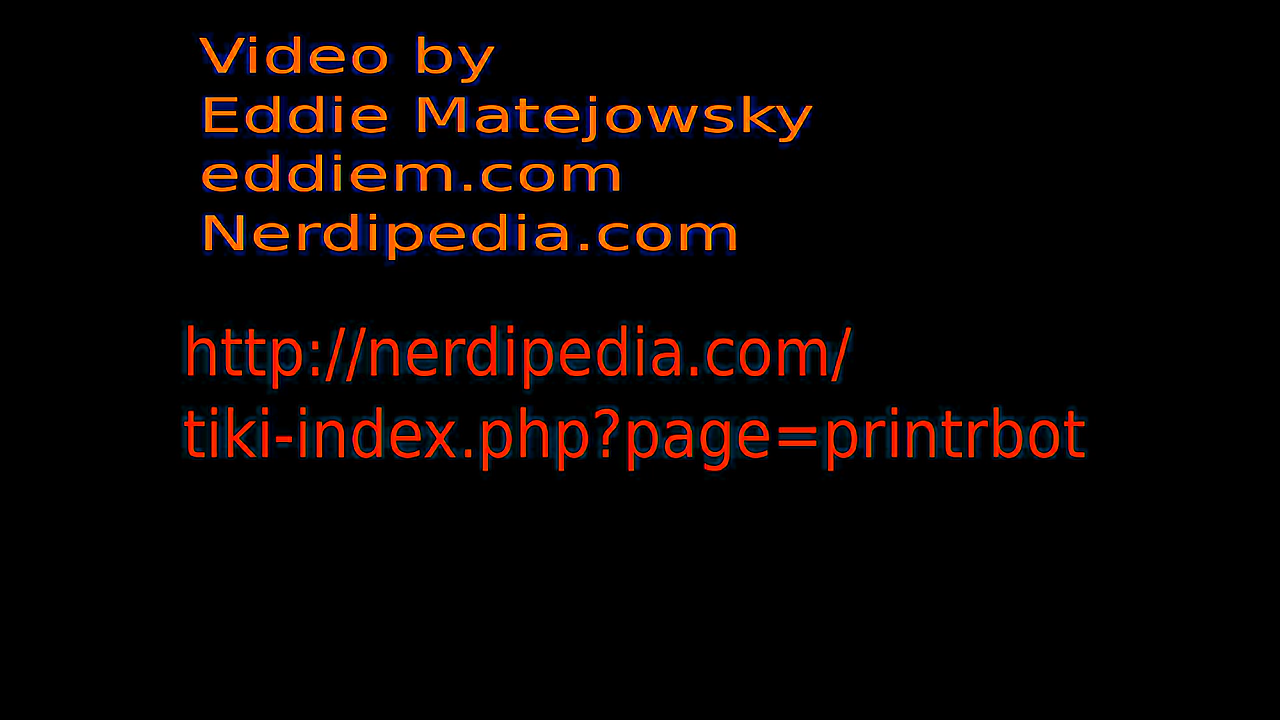 Video by
Eddie Matejowsky
eddiem.com
Nerdipedia.com
http://nerdipedia.com/
tiki-index.php?page=printrbot